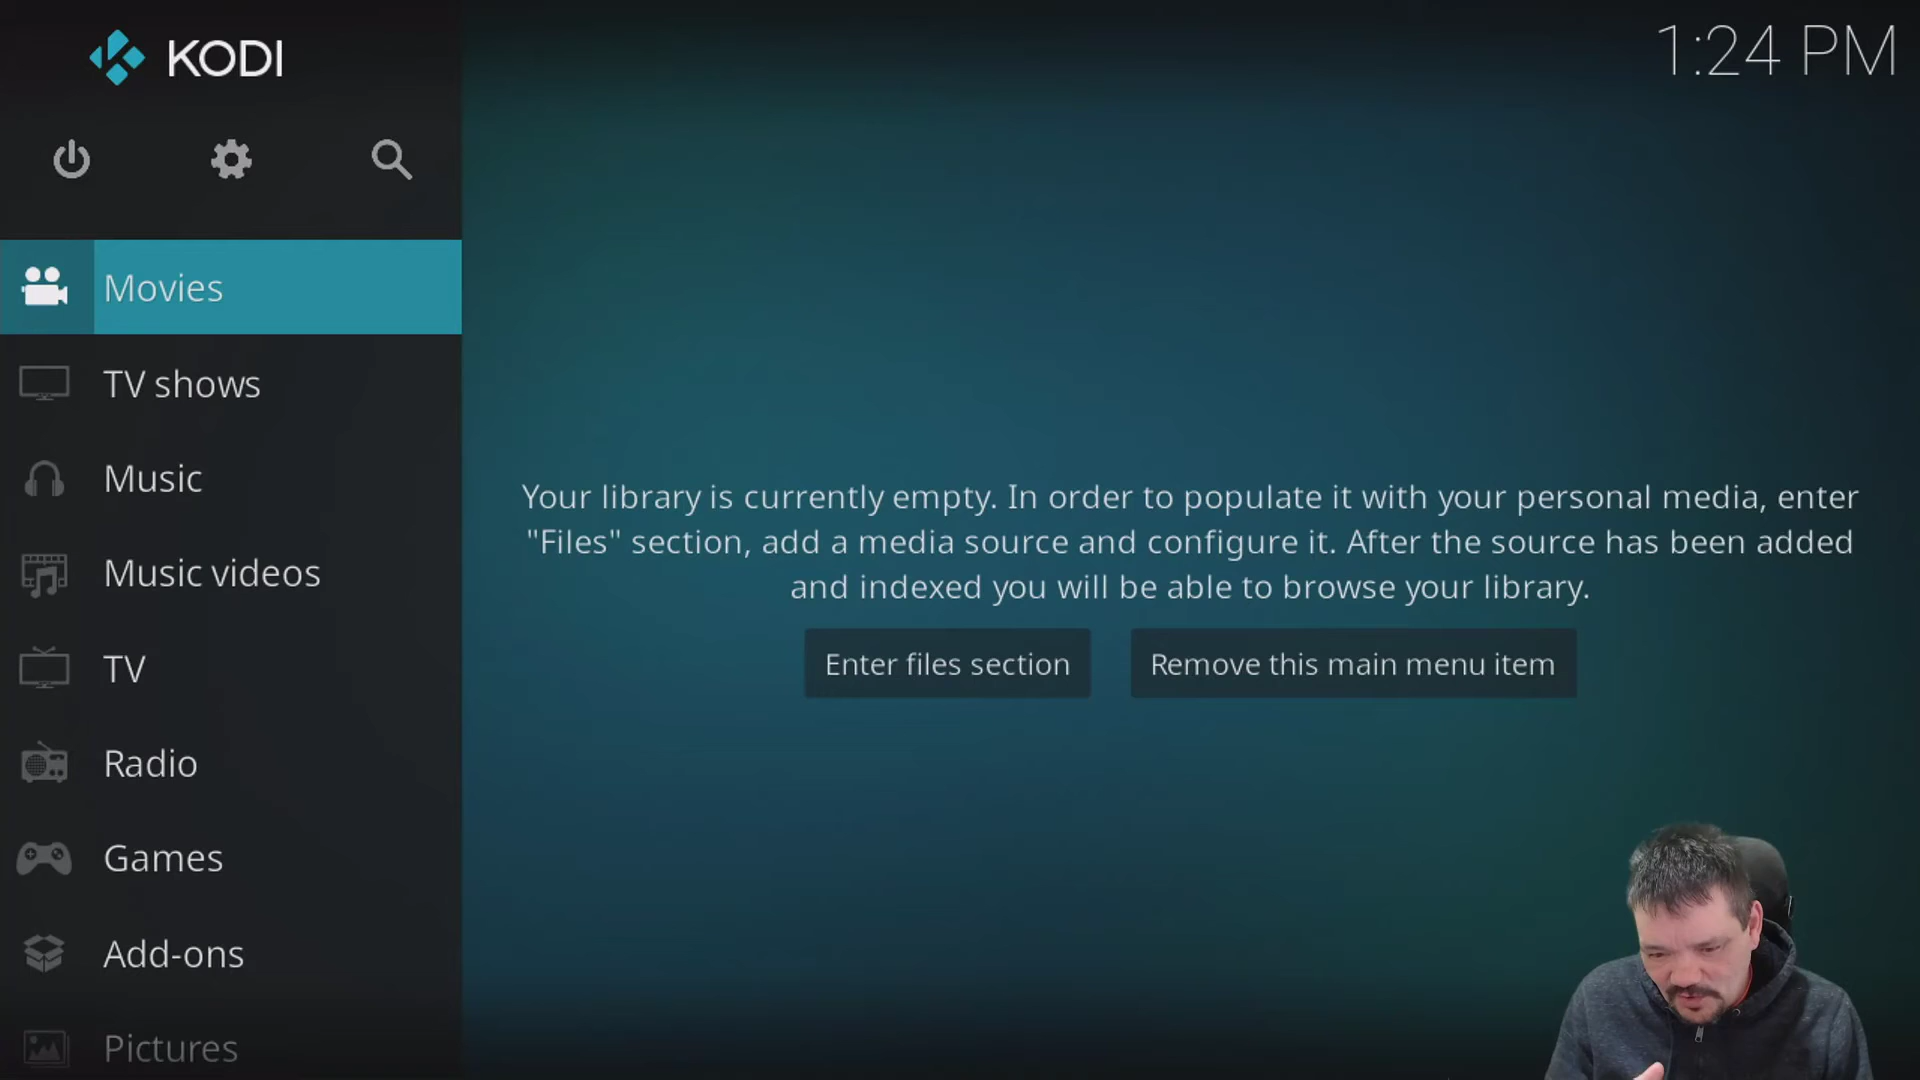 KODI
1:24 PM
Movies
TV shows
Music
Music videos
TV
Radio
Games
Add-ons
Pictures
Your library is currently empty. In order to populate it with your personal media, enter
"Files" section, add a media source and configure it. After the source has been added
and indexed you will be able to browse your library.
Enter files section
Remove this main menu item